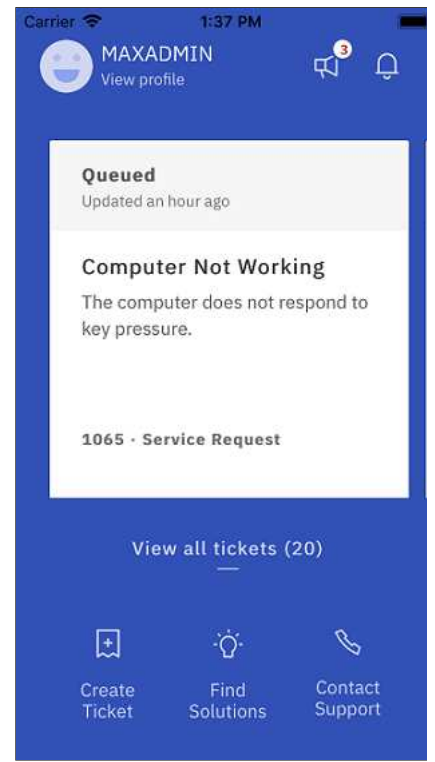 Carrier 1:37 PM
MAXADMIN
View profile
3
Queued
Updated an hour ago
Computer Not Working
The computer does not respond to
key pressure.
1065 · Service Request
View all tickets (20)
Create
Ticket
Find
Solutions
Contact
Support